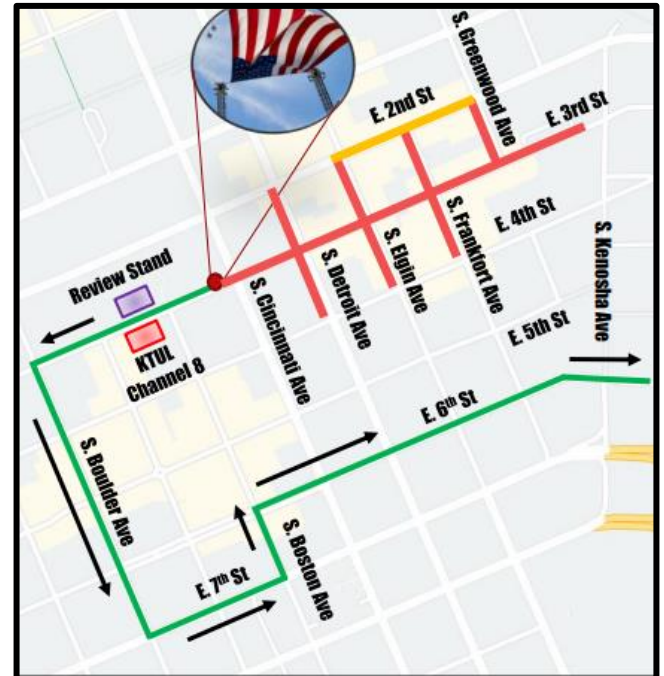 S. Greenwood Ave
E. 2nd St
E. 3rd St
S. Frankfort Ave
E. 4th St
S. Kenosha Ave
S. Elgin Ave
S. Detroit Ave
S. Cincinnati Ave
E. 5th St
Review Stand
KTUL
Channel 8
E. 6th St
S. Boulder Ave
S. Boston Ave
E. 7th St